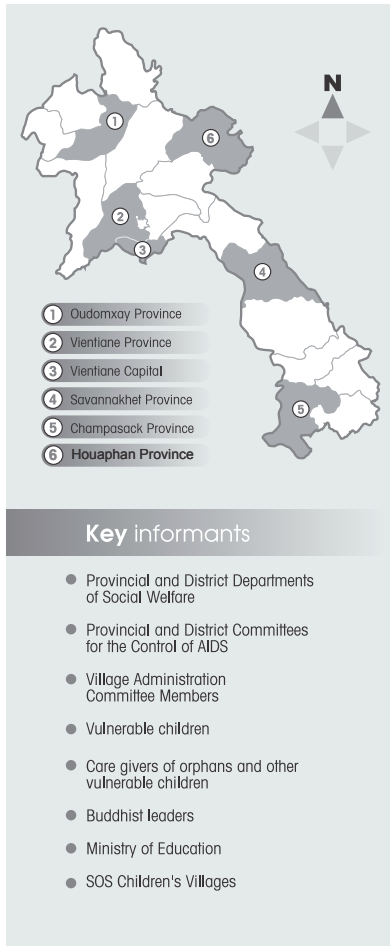 N
1
6
2
3
4
5
1 Oudomxay Province
2 Vientiane Province
3 Vientiane Capital
4 Savannakhet Province
5 Champasack Province
6 Houaphan Province
Key informants
Provincial and District Departments
of Social Welfare
Provincial and District Committees
for the Control of AIDS
Village Administration
Committee Members
Vulnerable children
Care givers of orphans and other
vulnerable children
Buddhist leaders
Ministry of Education
SOS Children's Villages